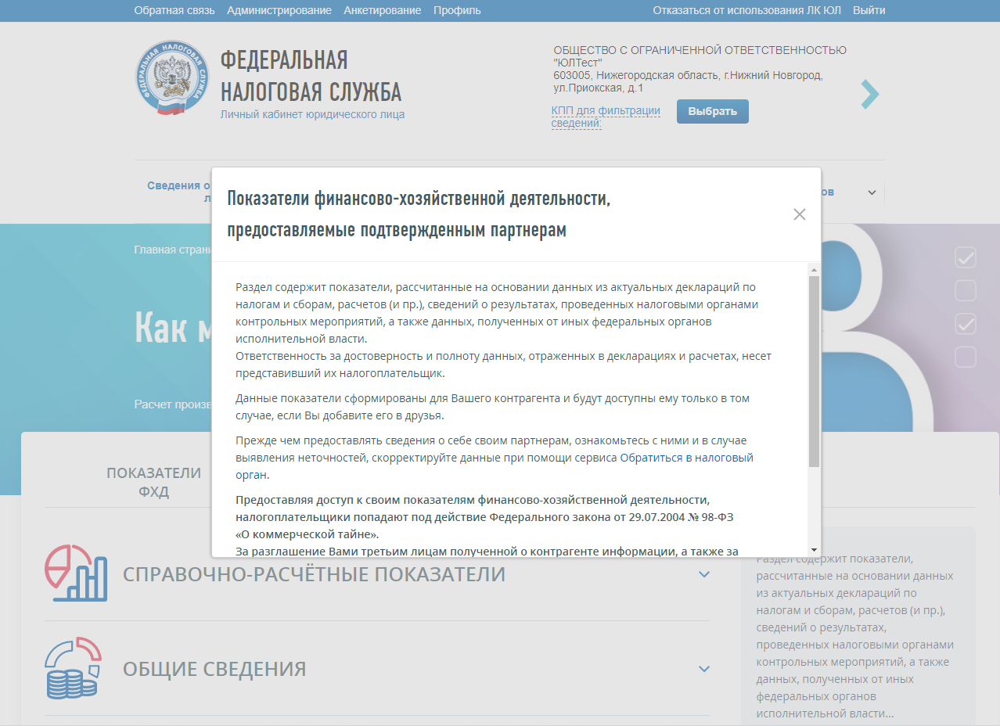 Обратная связь Администрирование Анкетирование Профиль Отказаться от использования ЛК ЮЛ Выйти
ФЕДЕРАЛЬНАЯ НАЛОГОВАЯ СЛУЖБА
ФЕДЕРАЛЬНАЯ
НАЛОГОВАЯ СЛУЖБА
Личный кабинет юридического лица
ОБЩЕСТВО С ОГРАНИЧЕННОЙ ОТВЕТСТВЕННОСТЬЮ
"ЮЛТест"
603005, Нижегородская область, г.Нижний Новгород,
ул.Приокская, д.1
КПП для фильтрации
сведений:
Выбрать
Сведения о
л
ов
Показатели финансово-хозяйственной деятельности,
предоставляемые подтвержденным партнерам
Главная страни
Как м
Расчет произв
Раздел содержит показатели, рассчитанные на основании данных из актуальных деклараций по
налогам и сборам, расчетов (и пр.), сведений о результатах, проведенных налоговыми органами
контрольных мероприятий, а также данных, полученных от иных федеральных органов
исполнительной власти.
Ответственность за достоверность и полноту данных, отраженных в декларациях и расчетах, несет
представивший их налогоплательщик.
Данные показатели сформированы для Вашего контрагента и будут доступны ему только в том
случае, если Вы добавите его в друзья.
Прежде чем предоставлять сведения о себе своим партнерам, ознакомьтесь с ними и в случае
выявления неточностей, скорректируйте данные при помощи сервиса Обратиться в налоговый
орган.
Предоставляя доступ к своим показателям финансово-хозяйственной деятельности,
налогоплательщики попадают под действие Федерального закона от 29.07.2004 № 98-ФЗ
«О коммерческой тайне».
За разглашение Вами третьим лицам полученной о контрагенте информации, а также за
ПОКАЗАТЕЛИ
ФХД
СПРАВОЧНО-РАСЧЁТНЫЕ ПОКАЗАТЕЛИ
ОБЩИЕ СВЕДЕНИЯ
Раздел содержит показатели,
рассчитанные на основании данных
из актуальных деклараций по
налогам и сборам, расчетов (и пр.),
сведений о результатах,
проведенных налоговыми органами
контрольных мероприятий, а также
данных, полученных от иных
федеральных органов
исполнительной власти...